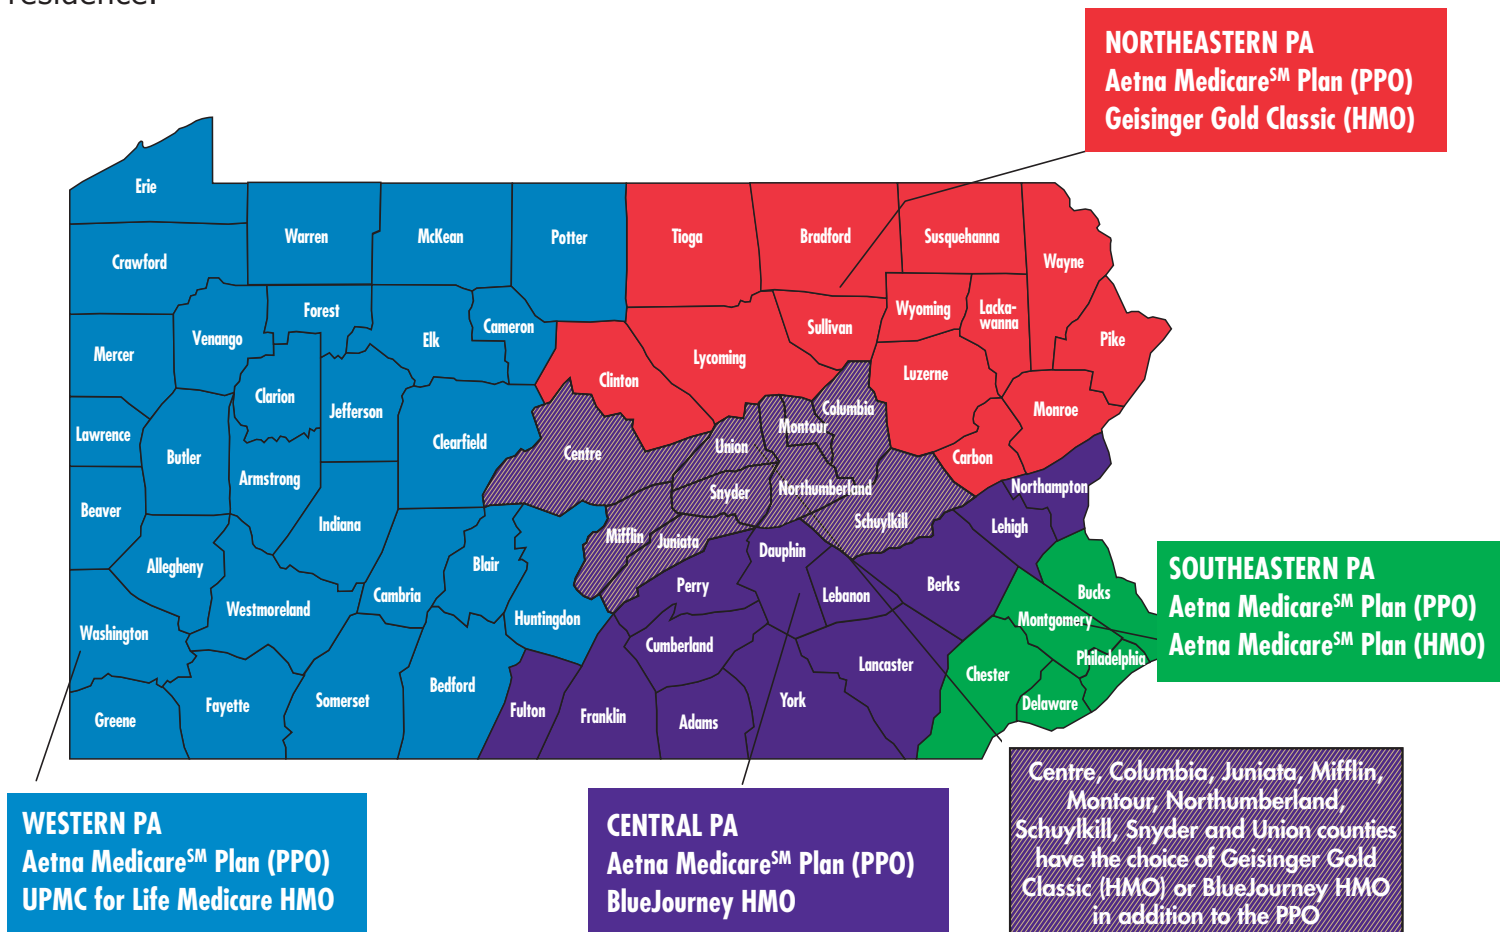 residence.
NORTHEASTERN PA
Aetna Medicare℠ Plan (PPO)
Geisinger Gold Classic (HMO)
Erie
Warren
McKean
Potter
Tioga
Bradford
Susquehanna
Wayne
Crawford
Forest
Venango
Elk
Cameron
Sullivan
Wyoming
Lacka-
wanna
Pike
Mercer
Clarion
Jefferson
Clinton
Lycoming
Luzerne
Monroe
Lawrence
Butler
Armstrong
Clearfield
Centre
Union
Montour
Columbia
Carbon
Snyder
Northumberland
Northampton
Beaver
Indiana
Mifflin
Juniata
Schuylkill
Lehigh
Allegheny
Westmoreland
Cambria
Blair
Huntingdon
Perry
Dauphin
Lebanon
Berks
Bucks
Washington
Cumberland
Lancaster
Montgomery
Philadelphia
Chester
Delaware
Greene
Fayette
Somerset
Bedford
Fulton
Franklin
Adams
York
SOUTHEASTERN PA
Aetna Medicare℠ Plan (PPO)
Aetna Medicare℠ Plan (HMO)
WESTERN PA
Aetna Medicare℠ Plan (PPO)
UPMC for Life Medicare HMO
CENTRAL PA
Aetna Medicare℠ Plan (PPO)
BlueJourney HMO
Centre, Columbia, Juniata, Mifflin,
Montour, Northumberland,
Schuylkill, Snyder and Union counties
have the choice of Geisinger Gold
Classic (HMO) or BlueJourney HMO
in addition to the PPO